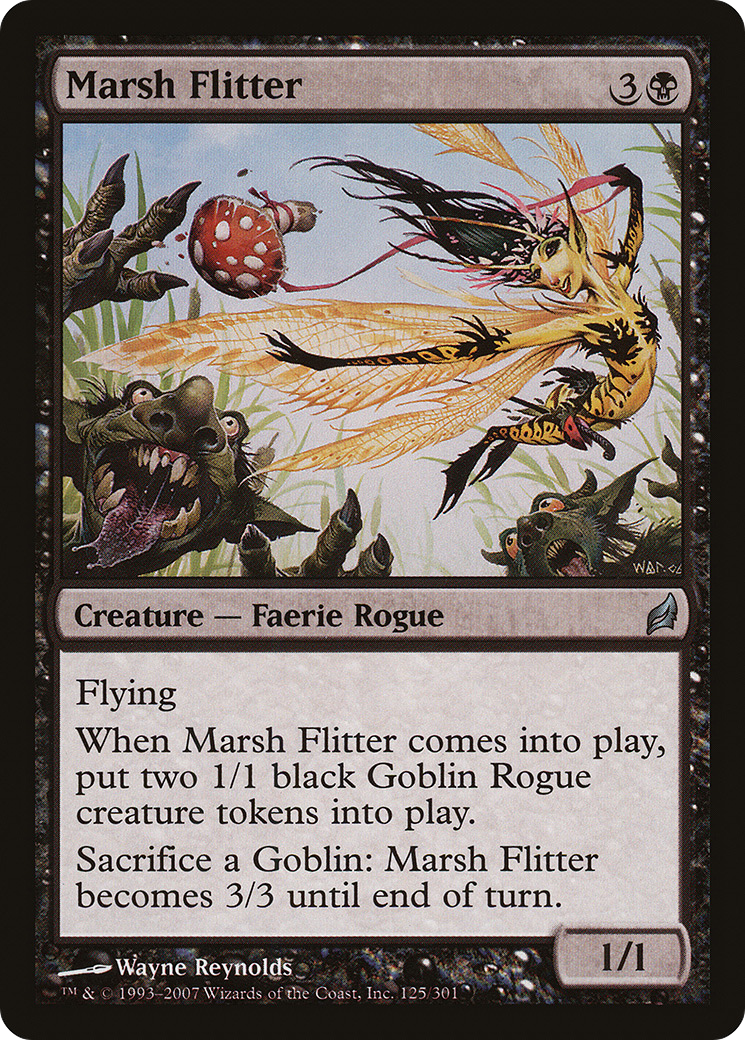 Marsh Flitter 3
Creature — Faerie Rogue
Flying
When Marsh Flitter comes into play,
put two 1/1 black Goblin Rogue
creature tokens into play.
Sacrifice a Goblin: Marsh Flitter
becomes 3/3 until end of turn.
1/1
Wayne Reynolds
™ & © 1993–2007 Wizards of the Coast, Inc. 125/301